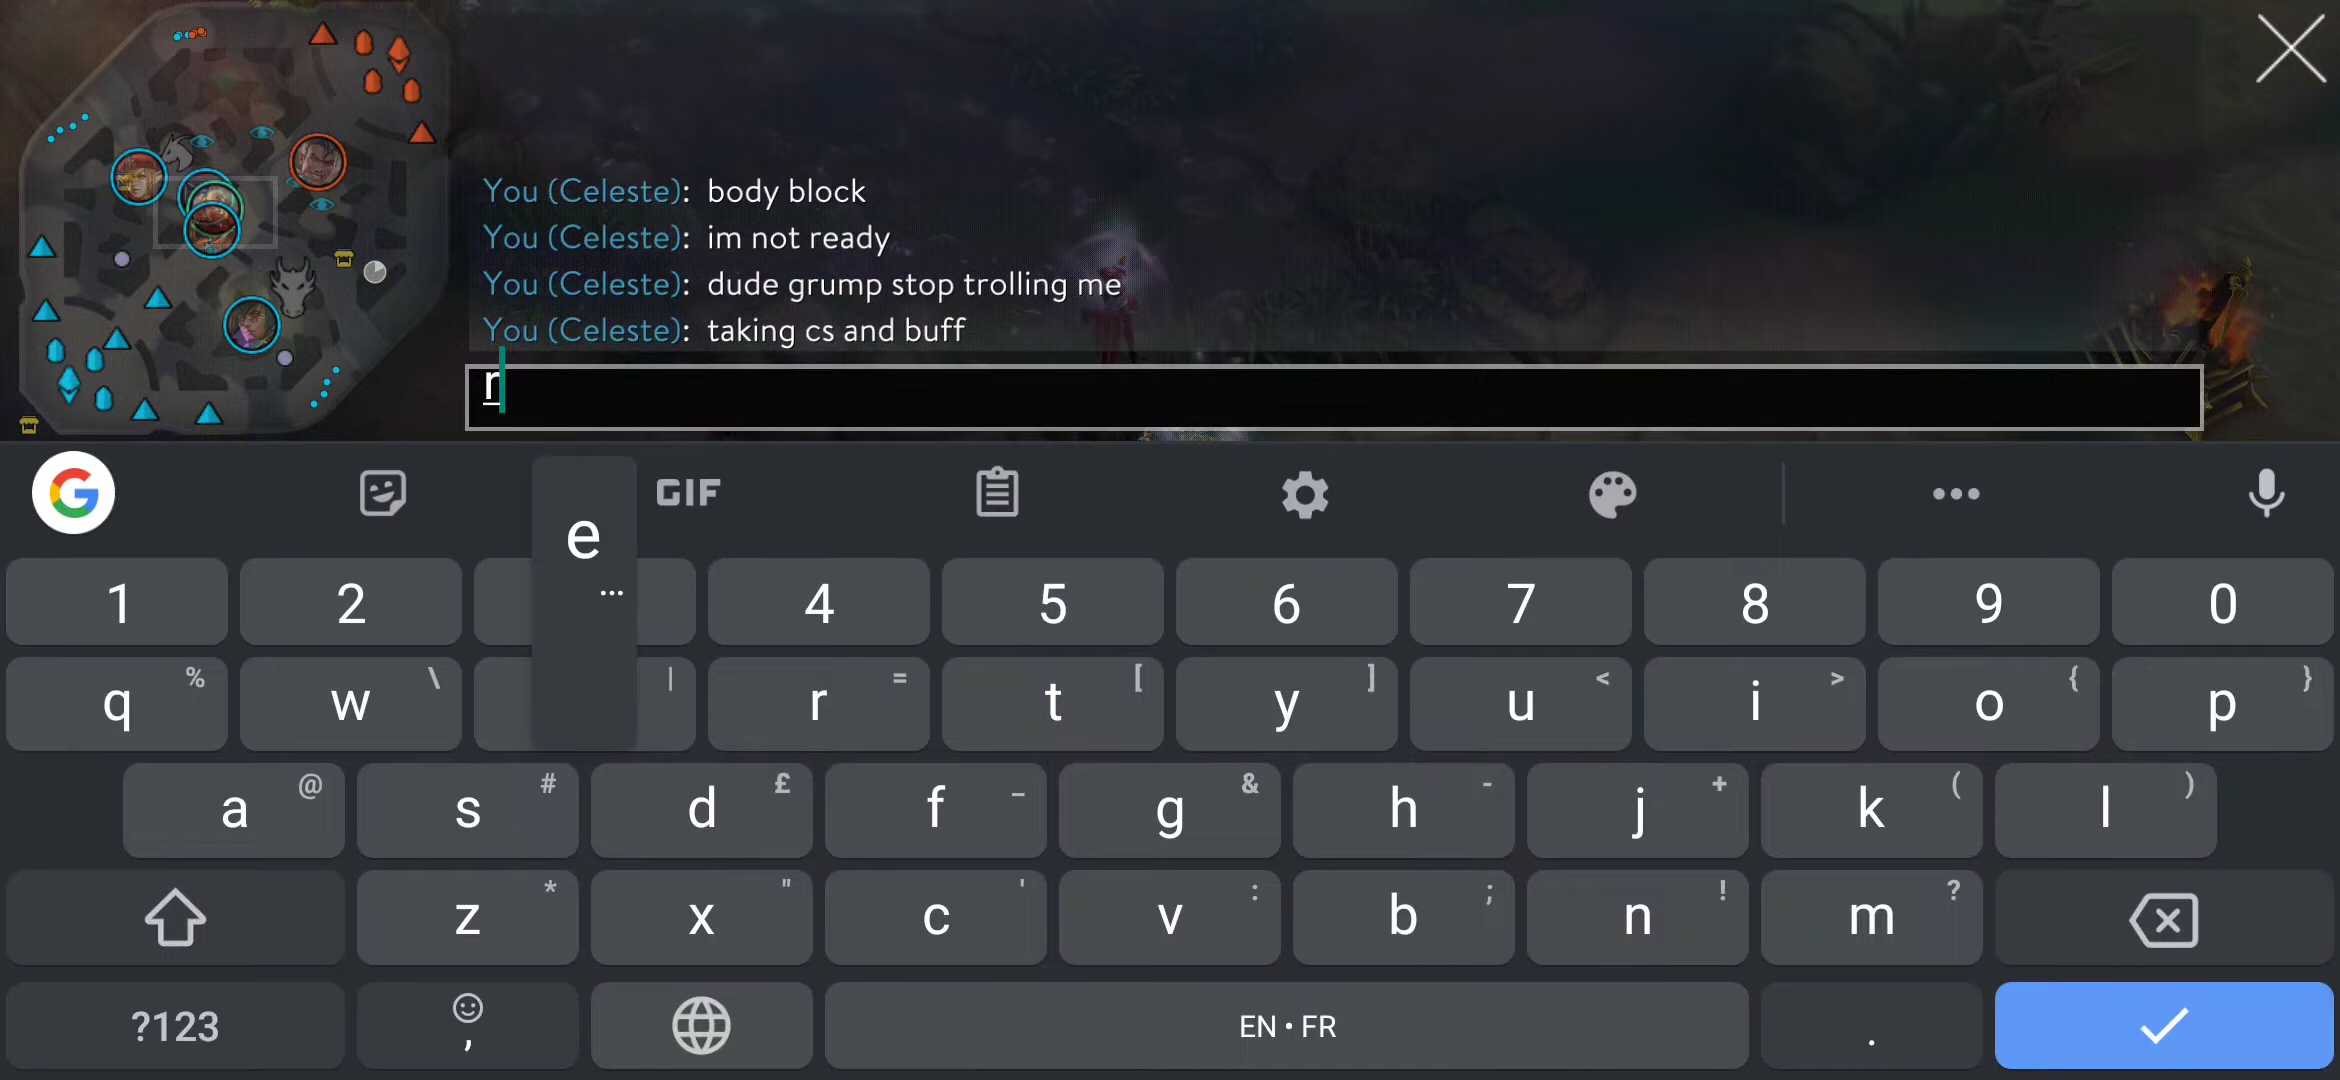 You (Celeste): body block
You (Celeste): im not ready
You (Celeste): dude grump stop trolling me
You (Celeste): taking cs and buff
r
G GIF
e
...
1 2 4 5 6 7 8 9 0
q % w \ | r = t [ y ] u < i > o { p }
a @ s # d £ f _ g & h - j + k ( l )
z * x " c ' v : b ; n ! m ?
?123 , EN • FR .